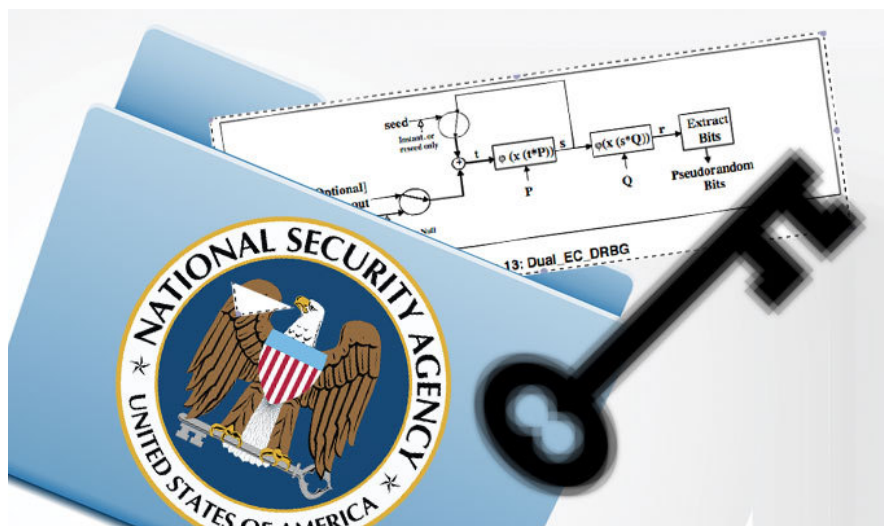 seed
Instant. or
reseed only
t
φ (x (t*P))
s
φ(x (s*Q))
r
Extract
Bits
P
Q
Pseudorandom
Bits
Optional]
out
Null
13: Dual_EC_DRBG
NATIONAL SECURITY AGENCY
UNITED STATES OF AMERICA